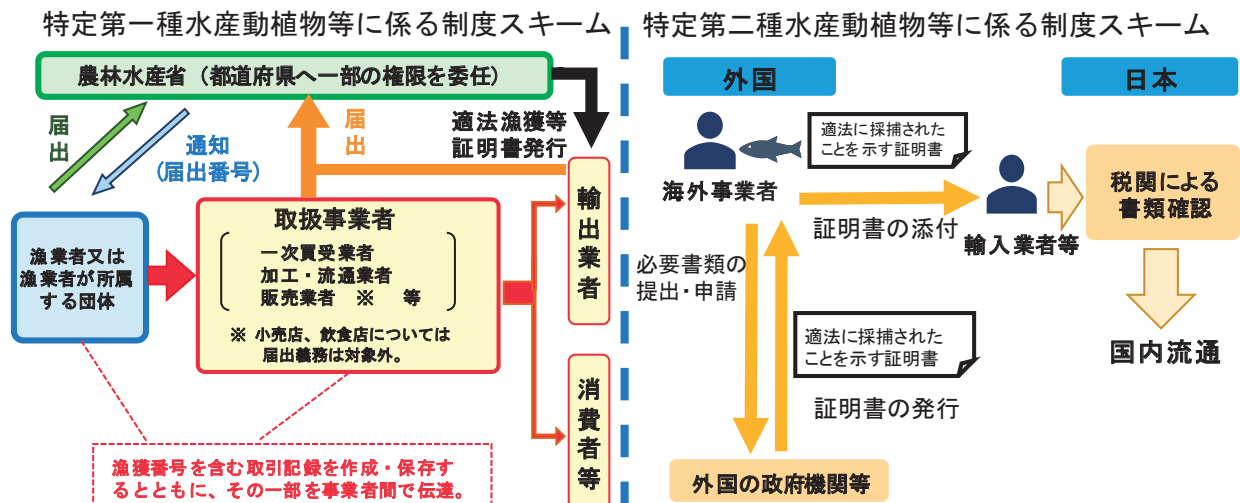 特定第一種水産動植物等に係る制度スキーム
農林水産省（都道府県へ一部の権限を委任）
届出
通知
(届出番号)
届出
適法漁獲等
証明書発行
漁業者又は
漁業者が所属
する団体
取扱事業者
一次買受業者
加工・流通業者
販売業者　※　等
※ 小売店、飲食店については
届出義務は対象外。
輸出業者
消費者等
漁獲番号を含む取引記録を作成・保存す
るとともに、その一部を事業者間で伝達。
特定第二種水産動植物等に係る制度スキーム
外国
日本
適法に採捕された
ことを示す証明書
海外事業者
証明書の添付
輸入業者等
税関による
書類確認
必要書類の
提出・申請
適法に採捕された
ことを示す証明書
証明書の発行
国内流通
外国の政府機関等